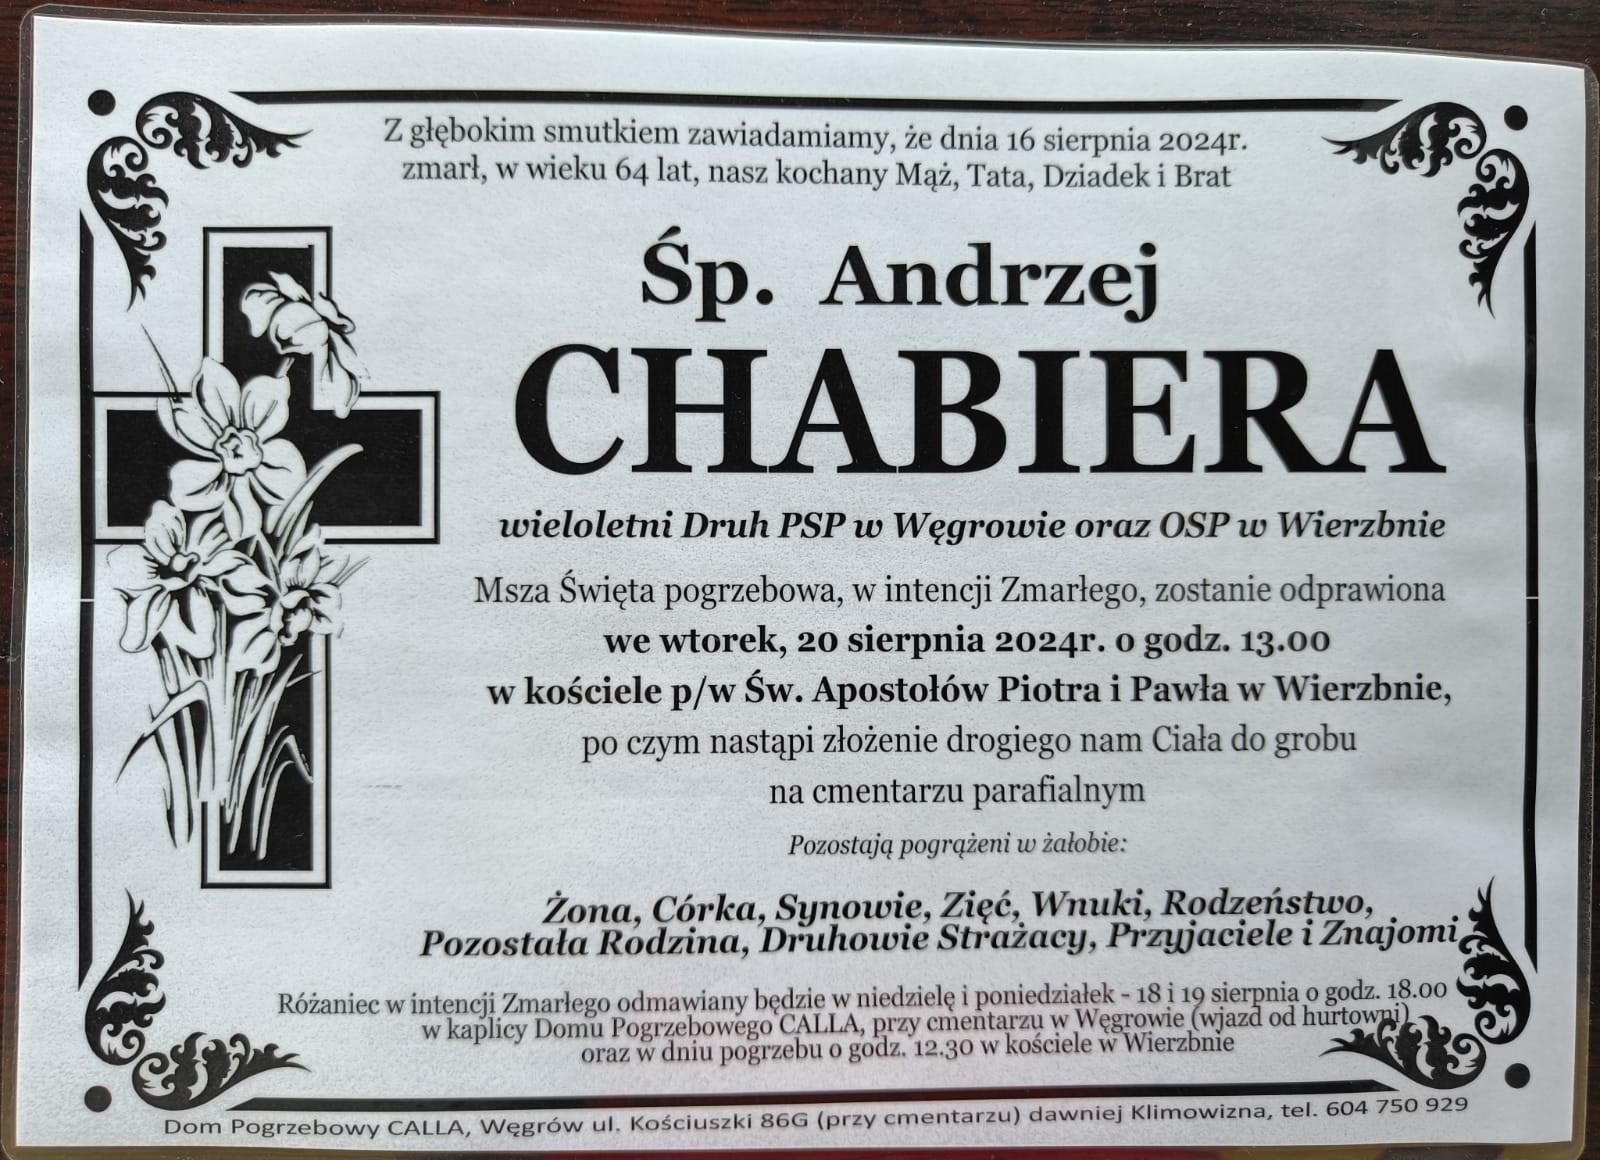 Z głębokim smutkiem zawiadamiamy, że dnia 16 sierpnia 2024r.
zmarł, w wieku 64 lat, nasz kochany Mąż, Tata, Dziadek i Brat
Śp. Andrzej
CHABIERA
wieloletni Druh PSP w Węgrowie oraz OSP w Wierzbnie
Msza Święta pogrzebowa, w intencji Zmarłego, zostanie odprawiona
we wtorek, 20 sierpnia 2024r. o godz. 13.00
w kościele p/w Św. Apostołów Piotra i Pawła w Wierzbnie,
po czym nastąpi złożenie drogiego nam Ciała do grobu
na cmentarzu parafialnym
Pozostają pogrążeni w żałobie:
Żona, Córka, Synowie, Zięć, Wnuki, Rodzeństwo,
Pozostała Rodzina, Druhowie Strażacy, Przyjaciele i Znajomi
Różaniec w intencji Zmarłego odmawiany będzie w niedzielę i poniedziałek - 18 i 19 sierpnia o godz. 18.00
w kaplicy Domu Pogrzebowego CALLA, przy cmentarzu w Węgrowie (wjazd od hurtowni)
oraz w dniu pogrzebu o godz. 12.30 w kościele w Wierzbnie
Dom Pogrzebowy CALLA, Węgrów ul. Kościuszki 86G (przy cmentarzu) dawniej Klimowizna, tel. 604 750 929